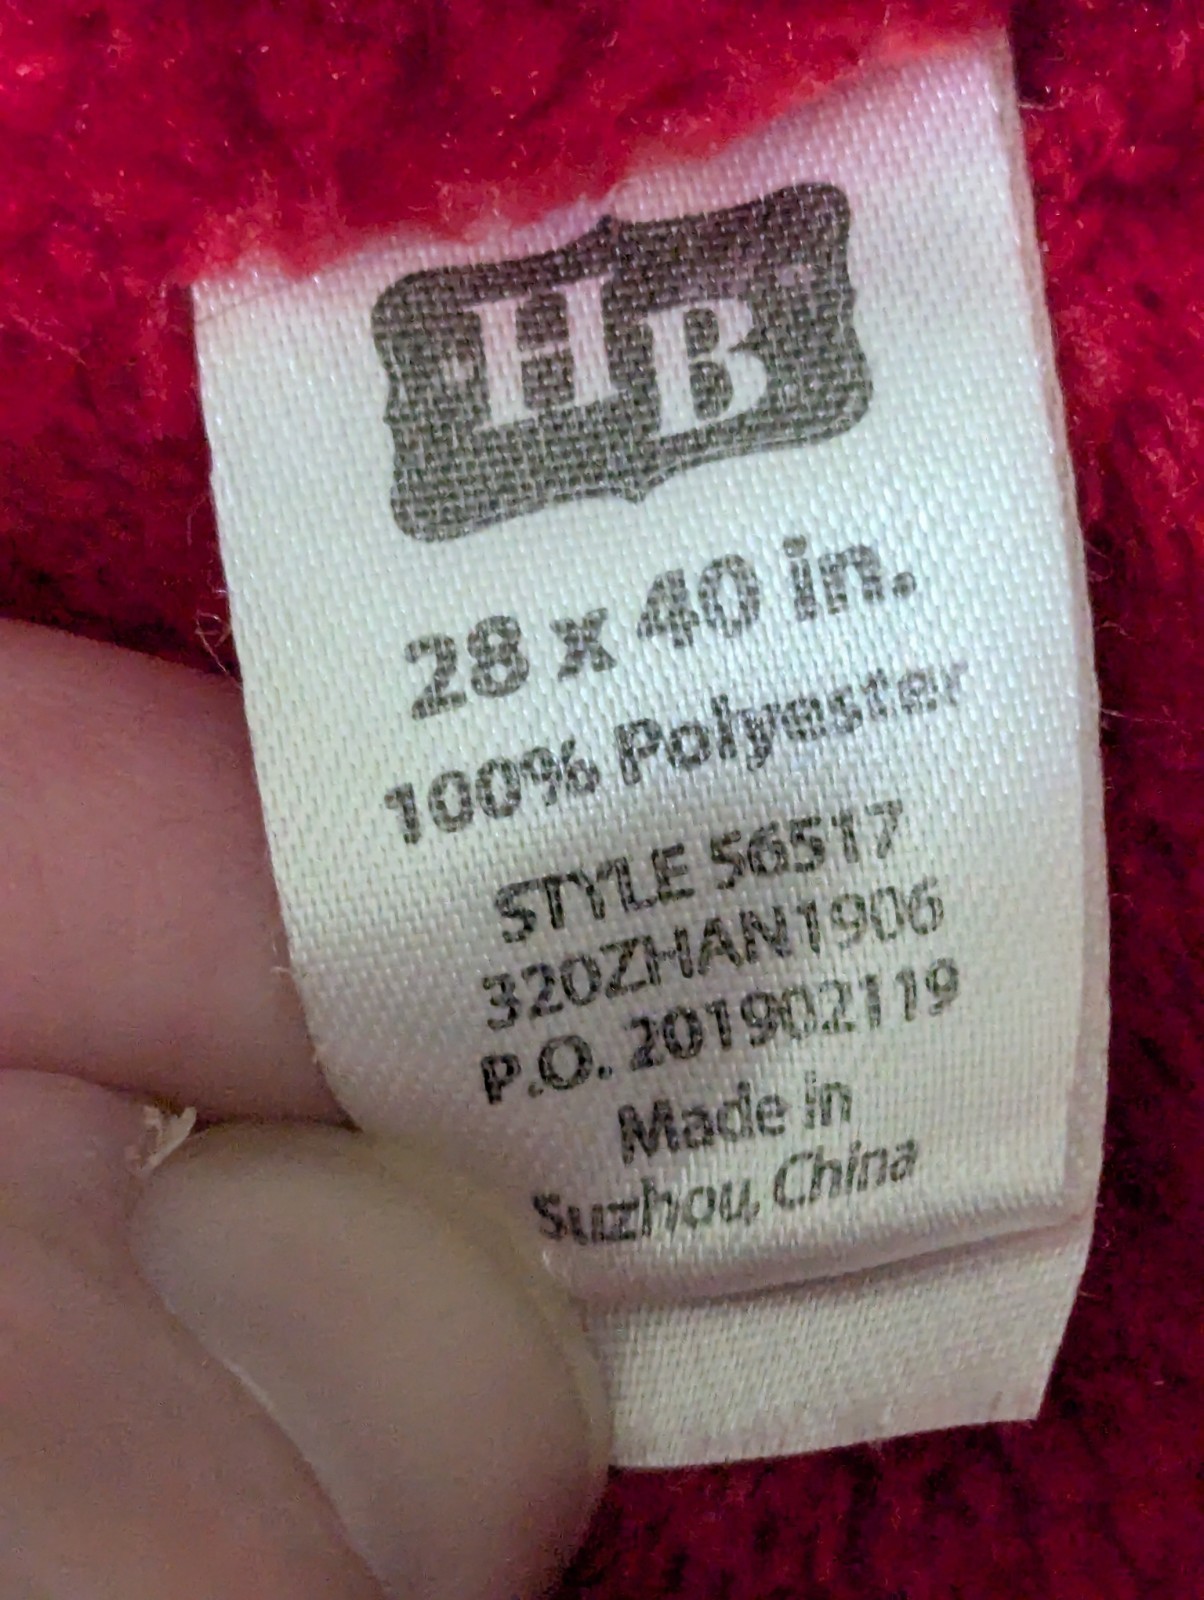 HB
28 x 40 in.
100% Polyester
STYLE 56517
320ZHAN1906
P.O. 201902119
Made in
Suzhou, China